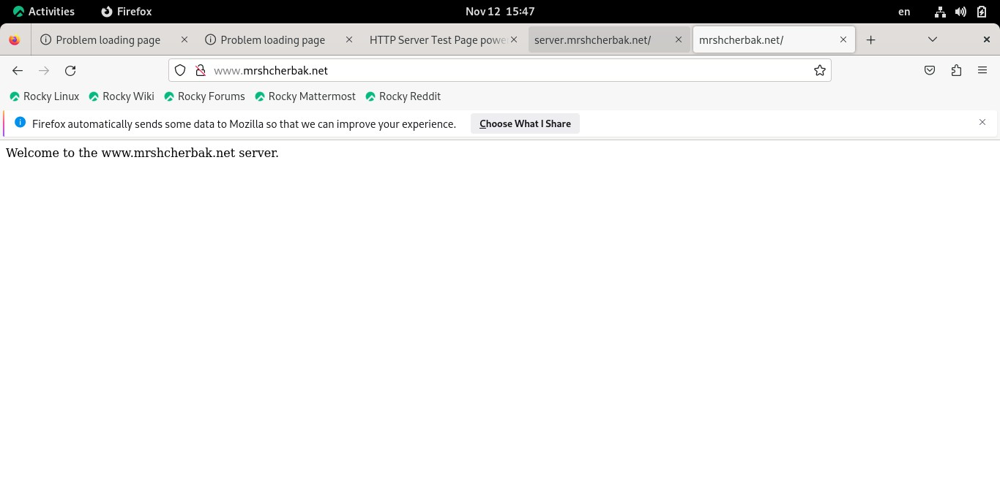 Activities Firefox Nov 12 15:47 en
Problem loading page Problem loading page HTTP Server Test Page powe server.mrshcherbak.net/ mrshcherbak.net/
www.mrshcherbak.net
Rocky Linux Rocky Wiki Rocky Forums Rocky Mattermost Rocky Reddit
Firefox automatically sends some data to Mozilla so that we can improve your experience. Choose What I Share
Welcome to the www.mrshcherbak.net server.